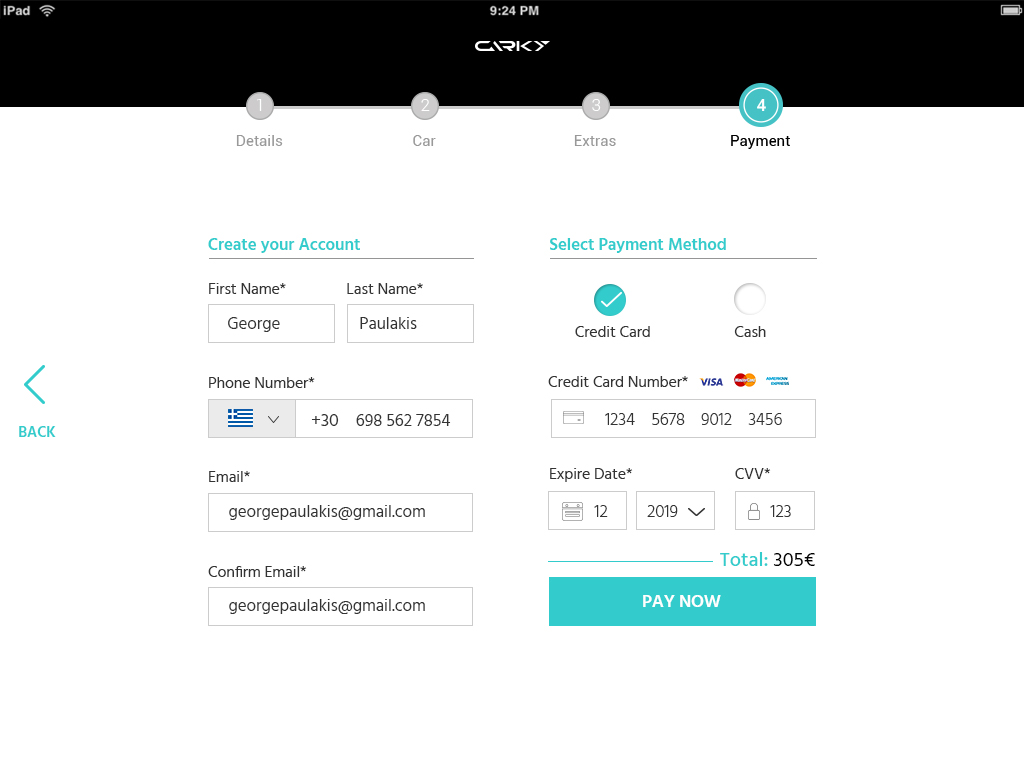 iPad 9:24 PM
CARKY
1 2 3 4
Details Car Extras Payment
Create your Account
First Name* Last Name*
George Paulakis
Phone Number*
+30 698 562 7854
Email*
georgepaulakis@gmail.com
Confirm Email*
georgepaulakis@gmail.com
BACK
Select Payment Method
Credit Card Cash
Credit Card Number* VISA MasterCard AMERICAN EXPRESS
1234 5678 9012 3456
Expire Date* CVV*
12 2019 123
Total: 305€
PAY NOW